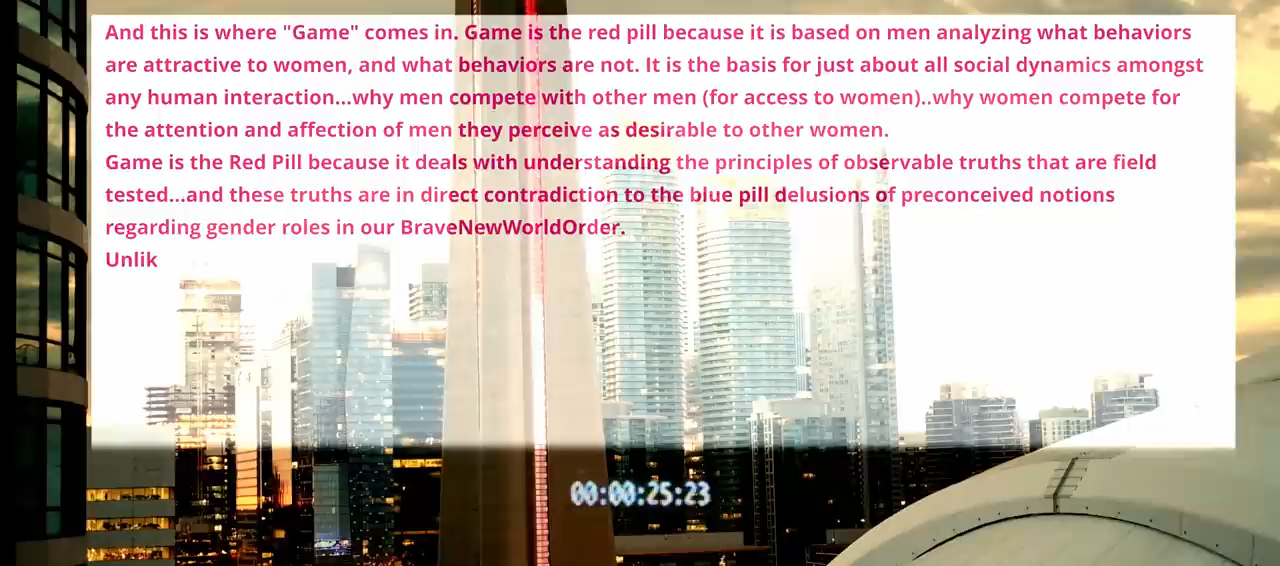 And this is where "Game" comes in. Game is the red pill because it is based on men analyzing what behaviors
are attractive to women, and what behaviors are not. It is the basis for just about all social dynamics amongst
any human interaction...why men compete with other men (for access to women)..why women compete for
the attention and affection of men they perceive as desirable to other women.
Game is the Red Pill because it deals with understanding the principles of observable truths that are field
tested...and these truths are in direct contradiction to the blue pill delusions of preconceived notions
regarding gender roles in our BraveNewWorldOrder.
Unlik
00:00:25:23